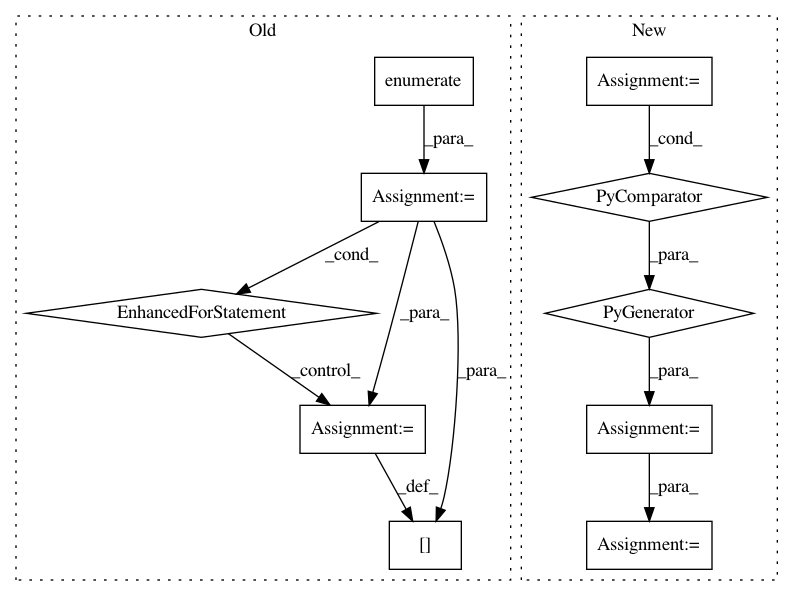 Old
New
enumerate
Assignment:=
_para_
_cond_
Assignment:=
PyComparator
_cond_
_para_
EnhancedForStatement
_para_
PyGenerator
_control_
_para_
_para_
Assignment:=
Assignment:=
_def_
_para_
[]
Assignment:=